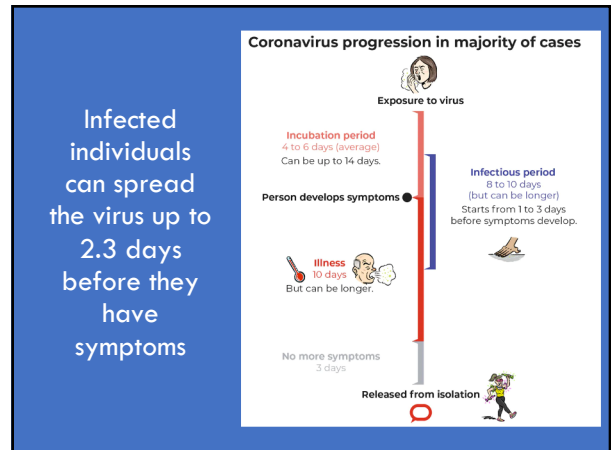 Infected
individuals
can spread
the virus up to
2.3 days
before they
have
symptoms
Coronavirus progression in majority of cases
Exposure to virus
Incubation period
4 to 6 days (average)
Can be up to 14 days.
Infectious period
8 to 10 days
(but can be longer)
Starts from 1 to 3 days
before symptoms develop.
Person develops symptoms
Illness
10 days
But can be longer.
No more symptoms
3 days
Released from isolation